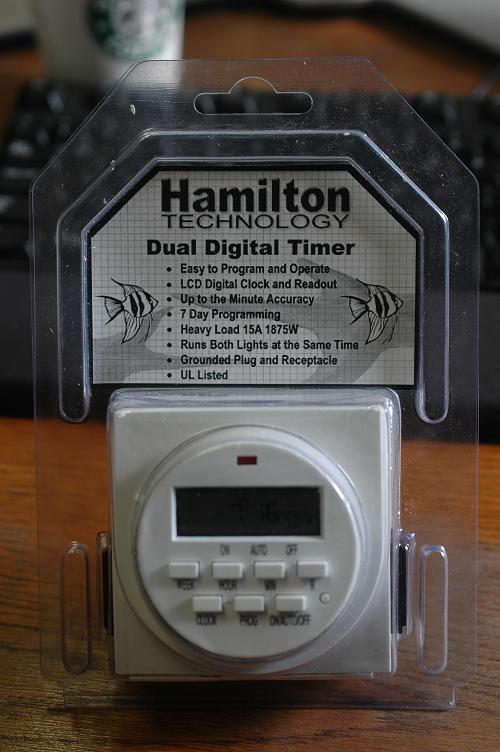 Hamilton
TECHNOLOGY
Dual Digital Timer
• Easy to Program and Operate
• LCD Digital Clock and Readout
• Up to the Minute Accuracy
• 7 Day Programming
• Heavy Load 15A 1875W
• Runs Both Lights at the Same Time
• Grounded Plug and Receptacle
• UL Listed
ON AUTO OFF
WEEK HOUR MIN R
CLOCK PROG ON/AUTO/OFF